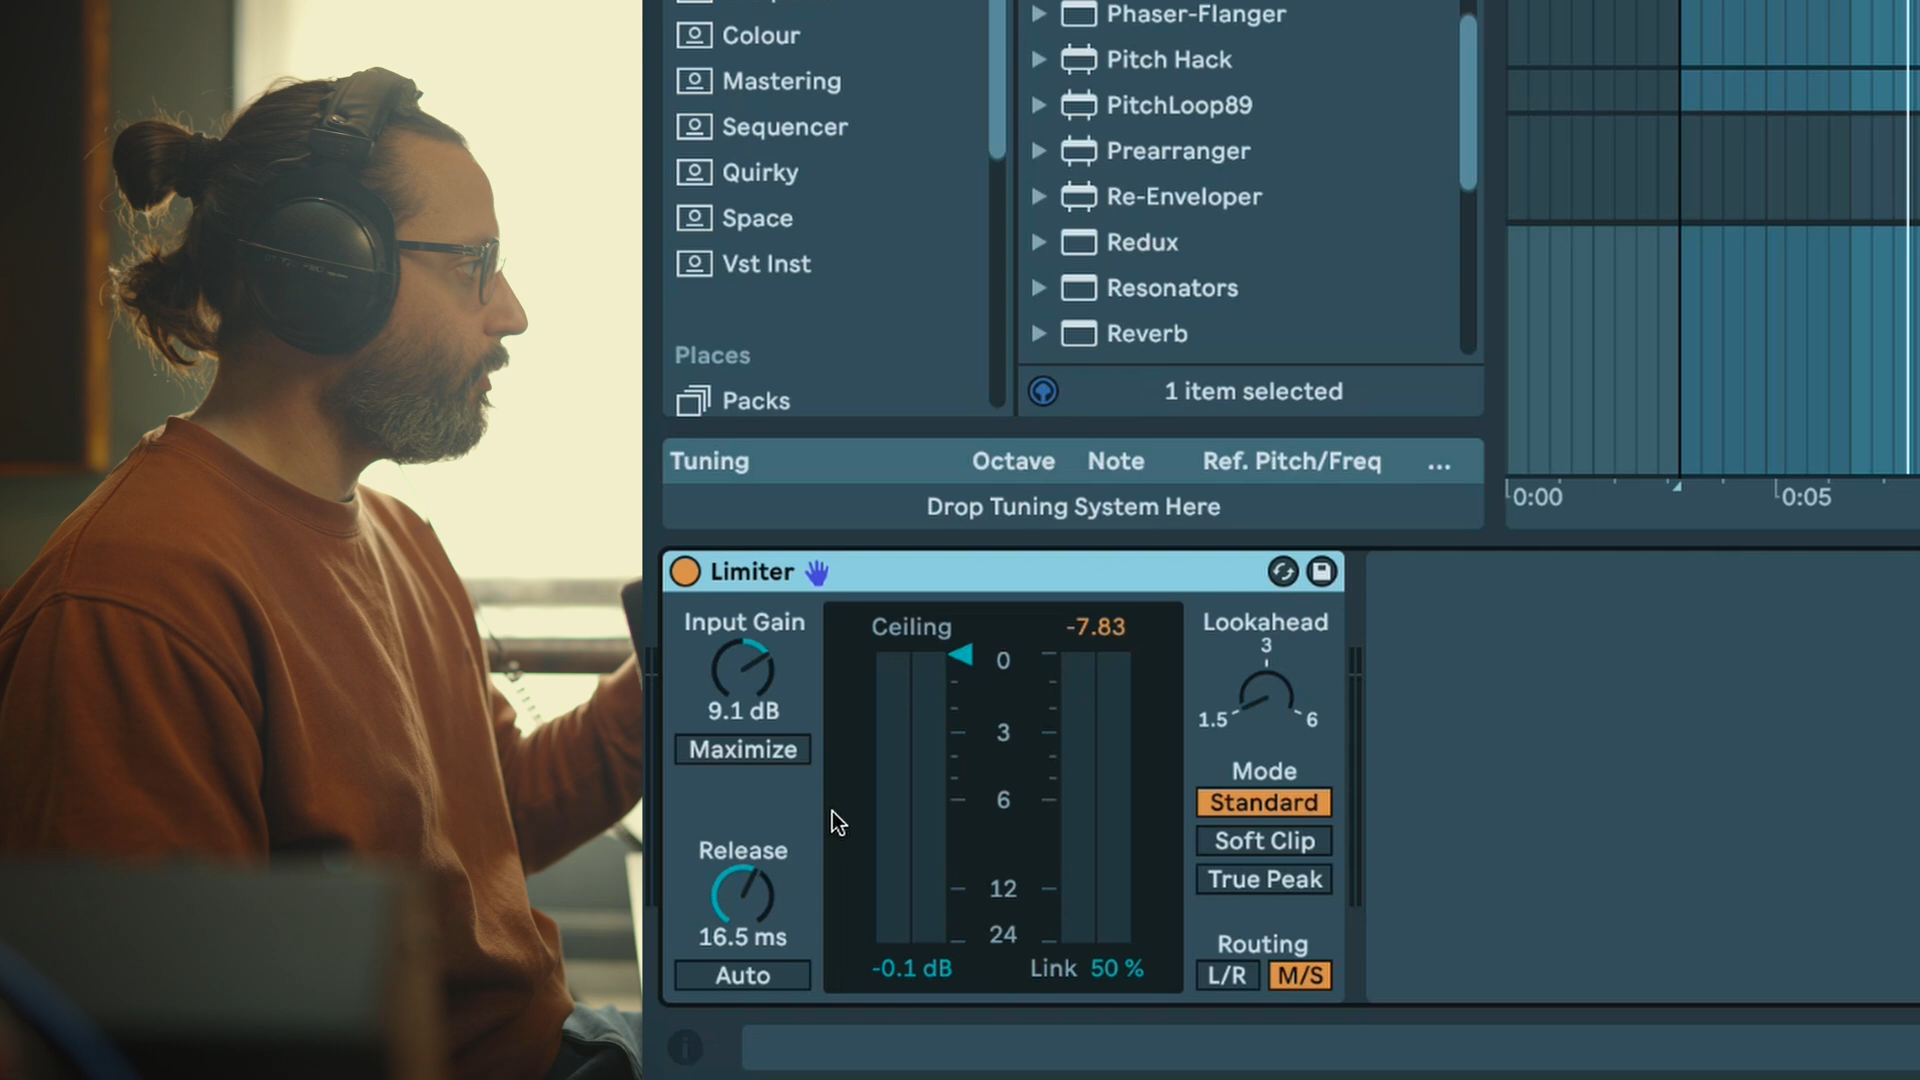 Colour
Mastering
Sequencer
Quirky
Space
Vst Inst
Places
Packs
Phaser-Flanger
Pitch Hack
PitchLoop89
Prearranger
Re-Enveloper
Redux
Resonators
Reverb
1 item selected
Tuning Octave Note Ref. Pitch/Freq ...
Drop Tuning System Here
0:00 0:05
Limiter
Input Gain
9.1 dB
Maximize
Release
16.5 ms
Auto
Ceiling -7.83
0
3
6
12
24
-0.1 dB Link 50 %
Lookahead
3
1.5 6
Mode
Standard
Soft Clip
True Peak
Routing
L/R M/S